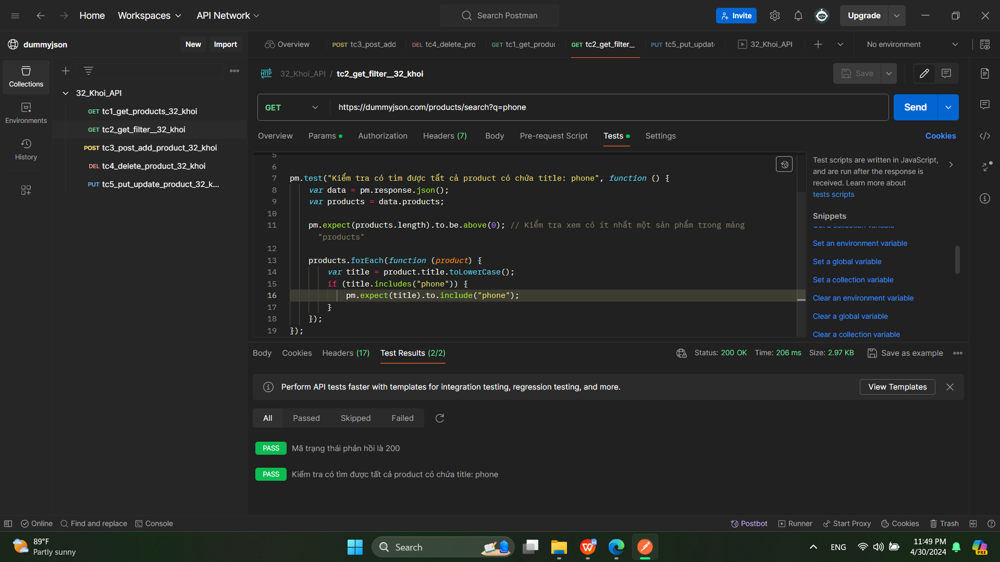 Home
Workspaces
API Network
Search Postman
Invite
Upgrade
dummyjson
New
Import
Overview
POST tc3_post_add
DEL tc4_delete_pro
GET tc1_get_produc
GET tc2_get_filter__
PUT tc5_put_updat
32_Khoi_API
No environment
Collections
Environments
History
32_Khoi_API
GET tc1_get_products_32_khoi
GET tc2_get_filter__32_khoi
POST tc3_post_add_product_32_khoi
DEL tc4_delete_product_32_khoi
PUT tc5_put_update_product_32_k...
HTTP 32_Khoi_API / tc2_get_filter__32_khoi
Save
GET
https://dummyjson.com/products/search?q=phone
Send
Overview
Params
Authorization
Headers (7)
Body
Pre-request Script
Tests
Settings
Cookies
5
6
7 pm.test("Kiểm tra có tìm được tất cả product có chứa title: phone", function () {
8 var data = pm.response.json();
9 var products = data.products;
10
11 pm.expect(products.length).to.be.above(0); // Kiểm tra xem có ít nhất một sản phẩm trong mảng
"products"
12
13 products.forEach(function (product) {
14 var title = product.title.toLowerCase();
15 if (title.includes("phone")) {
16 pm.expect(title).to.include("phone");
17 }
18 });
19 });
Test scripts are written in JavaScript,
and are run after the response is
received. Learn more about
tests scripts
Snippets
Set a collection variable
Set an environment variable
Set a global variable
Set a collection variable
Clear an environment variable
Clear a global variable
Clear a collection variable
Body
Cookies
Headers (17)
Test Results (2/2)
Status: 200 OK
Time: 206 ms
Size: 2.97 KB
Save as example
Perform API tests faster with templates for integration testing, regression testing, and more.
View Templates
All
Passed
Skipped
Failed
PASS Mã trạng thái phản hồi là 200
PASS Kiểm tra có tìm được tất cả product có chứa title: phone
Online
Find and replace
Console
Postbot
Runner
Start Proxy
Cookies
Trash
89°F
Partly sunny
Search
ENG
11:49 PM
4/30/2024
PRE